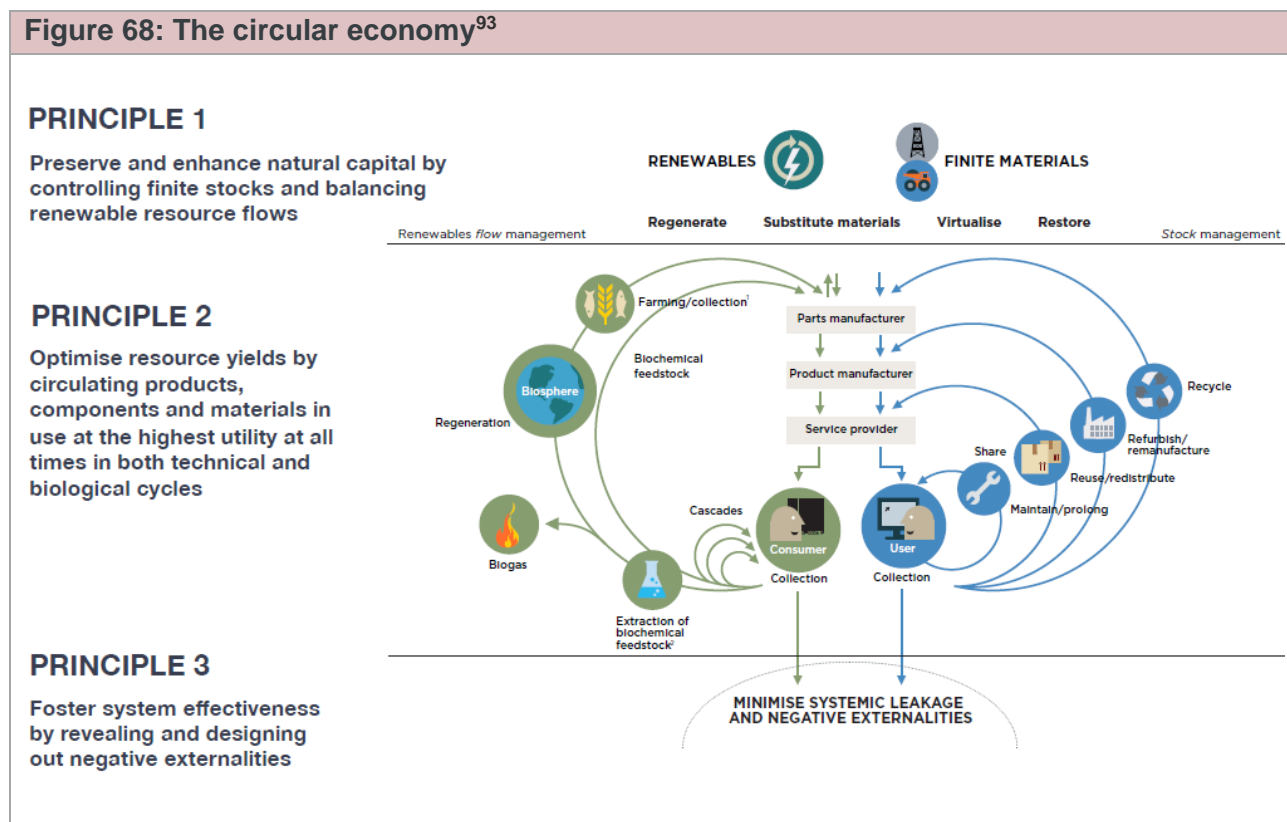 Figure 68: The circular economy93
PRINCIPLE 1
Preserve and enhance natural capital by
controlling finite stocks and balancing
renewable resource flows
RENEWABLES
FINITE MATERIALS
Regenerate
Substitute materials
Virtualise
Restore
Renewables flow management
Stock management
PRINCIPLE 2
Optimise resource yields by
circulating products,
components and materials in
use at the highest utility at all
times in both technical and
biological cycles
Farming/collection1
Biochemical
feedstock
Biosphere
Regeneration
Biogas
Cascades
Extraction of
biochemical
feedstock2
Parts manufacturer
Product manufacturer
Service provider
Consumer
Collection
User
Collection
Share
Maintain/prolong
Reuse/redistribute
Refurbish/
remanufacture
Recycle
PRINCIPLE 3
Foster system effectiveness
by revealing and designing
out negative externalities
MINIMISE SYSTEMIC LEAKAGE
AND NEGATIVE EXTERNALITIES